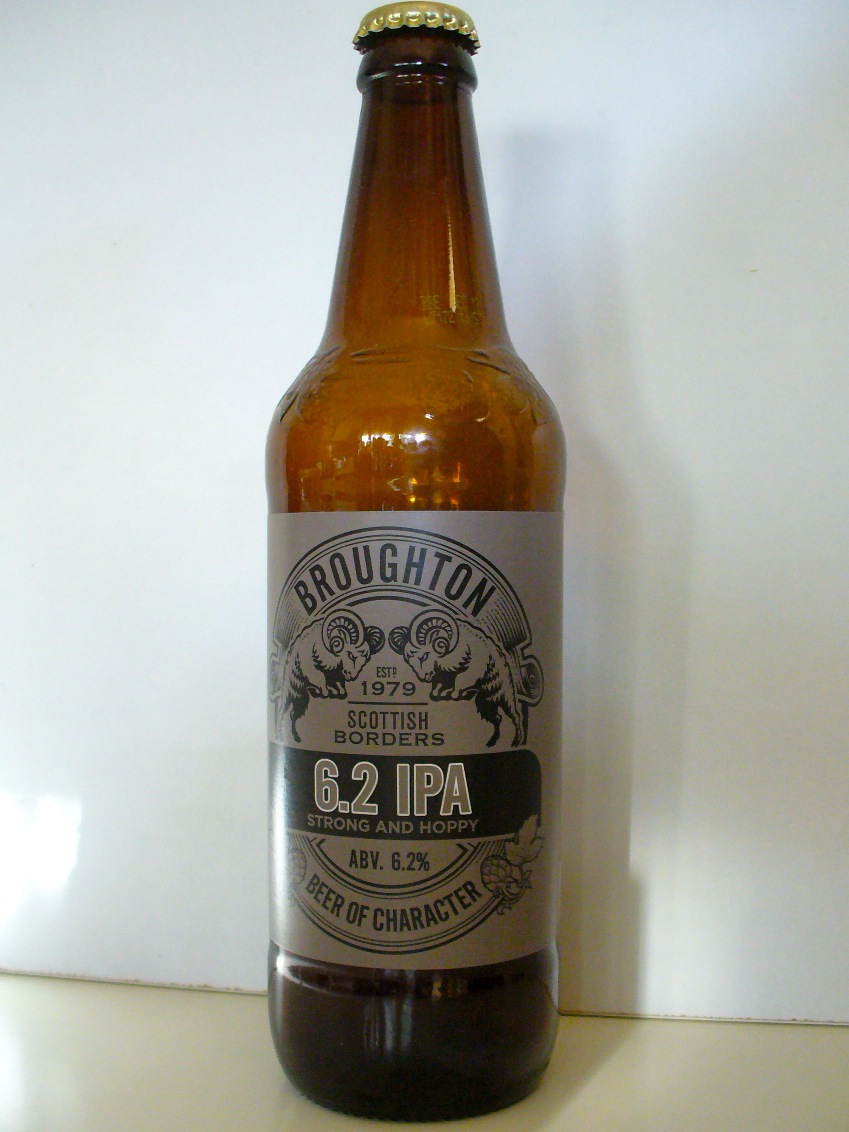 BROUGHTON
ESTD
1979
SCOTTISH
BORDERS
6.2 IPA
STRONG AND HOPPY
ABV. 6.2%
BEER OF CHARACTER